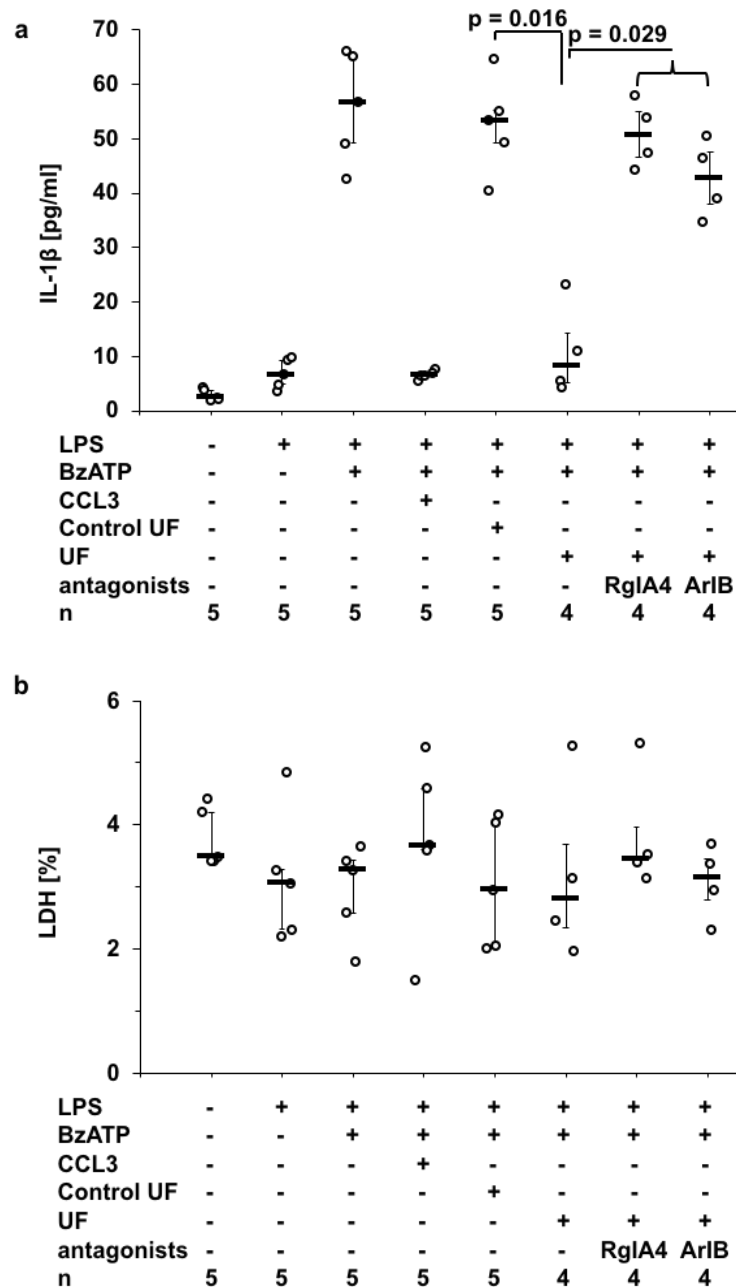 a
p = 0.016
p = 0.029
70
60
50
40
30
20
10
0
IL-1β [pg/ml]
LPS - + + + + + + +
BzATP - - + + + + + +
CCL3 - - - + - - - -
Control UF - - - - + - - -
UF - - - - - + + +
antagonists - - - - - - RgIA4 ArIB
n 5 5 5 5 5 4 4 4
b
6
4
2
0
LDH [%]
LPS - + + + + + + +
BzATP - - + + + + + +
CCL3 - - - + - - - -
Control UF - - - - + - - -
UF - - - - - + + +
antagonists - - - - - - RgIA4 ArIB
n 5 5 5 5 5 4 4 4